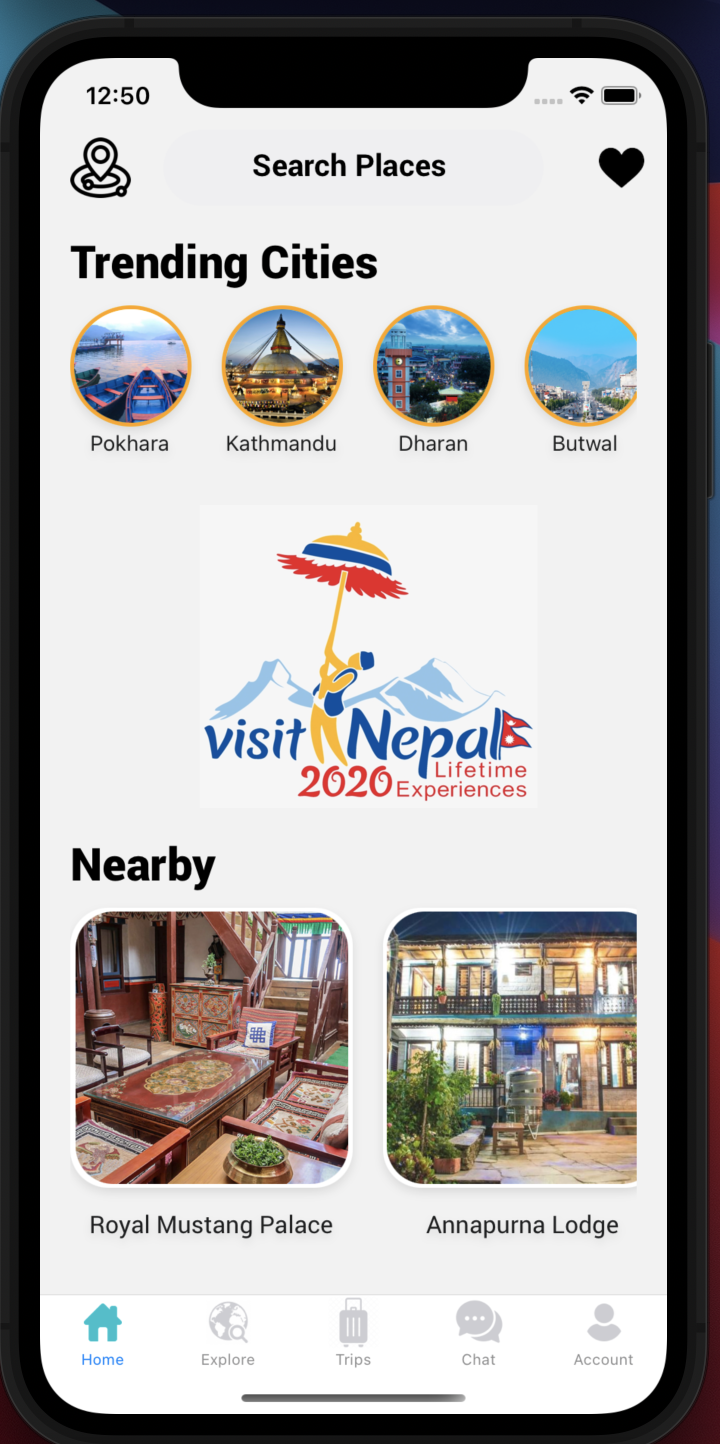 12:50
Search Places
Trending Cities
Pokhara
Kathmandu
Dharan
Butwal
visit Nepal
2020 Lifetime
Experiences
Nearby
Royal Mustang Palace
Annapurna Lodge
Home
Explore
Trips
Chat
Account